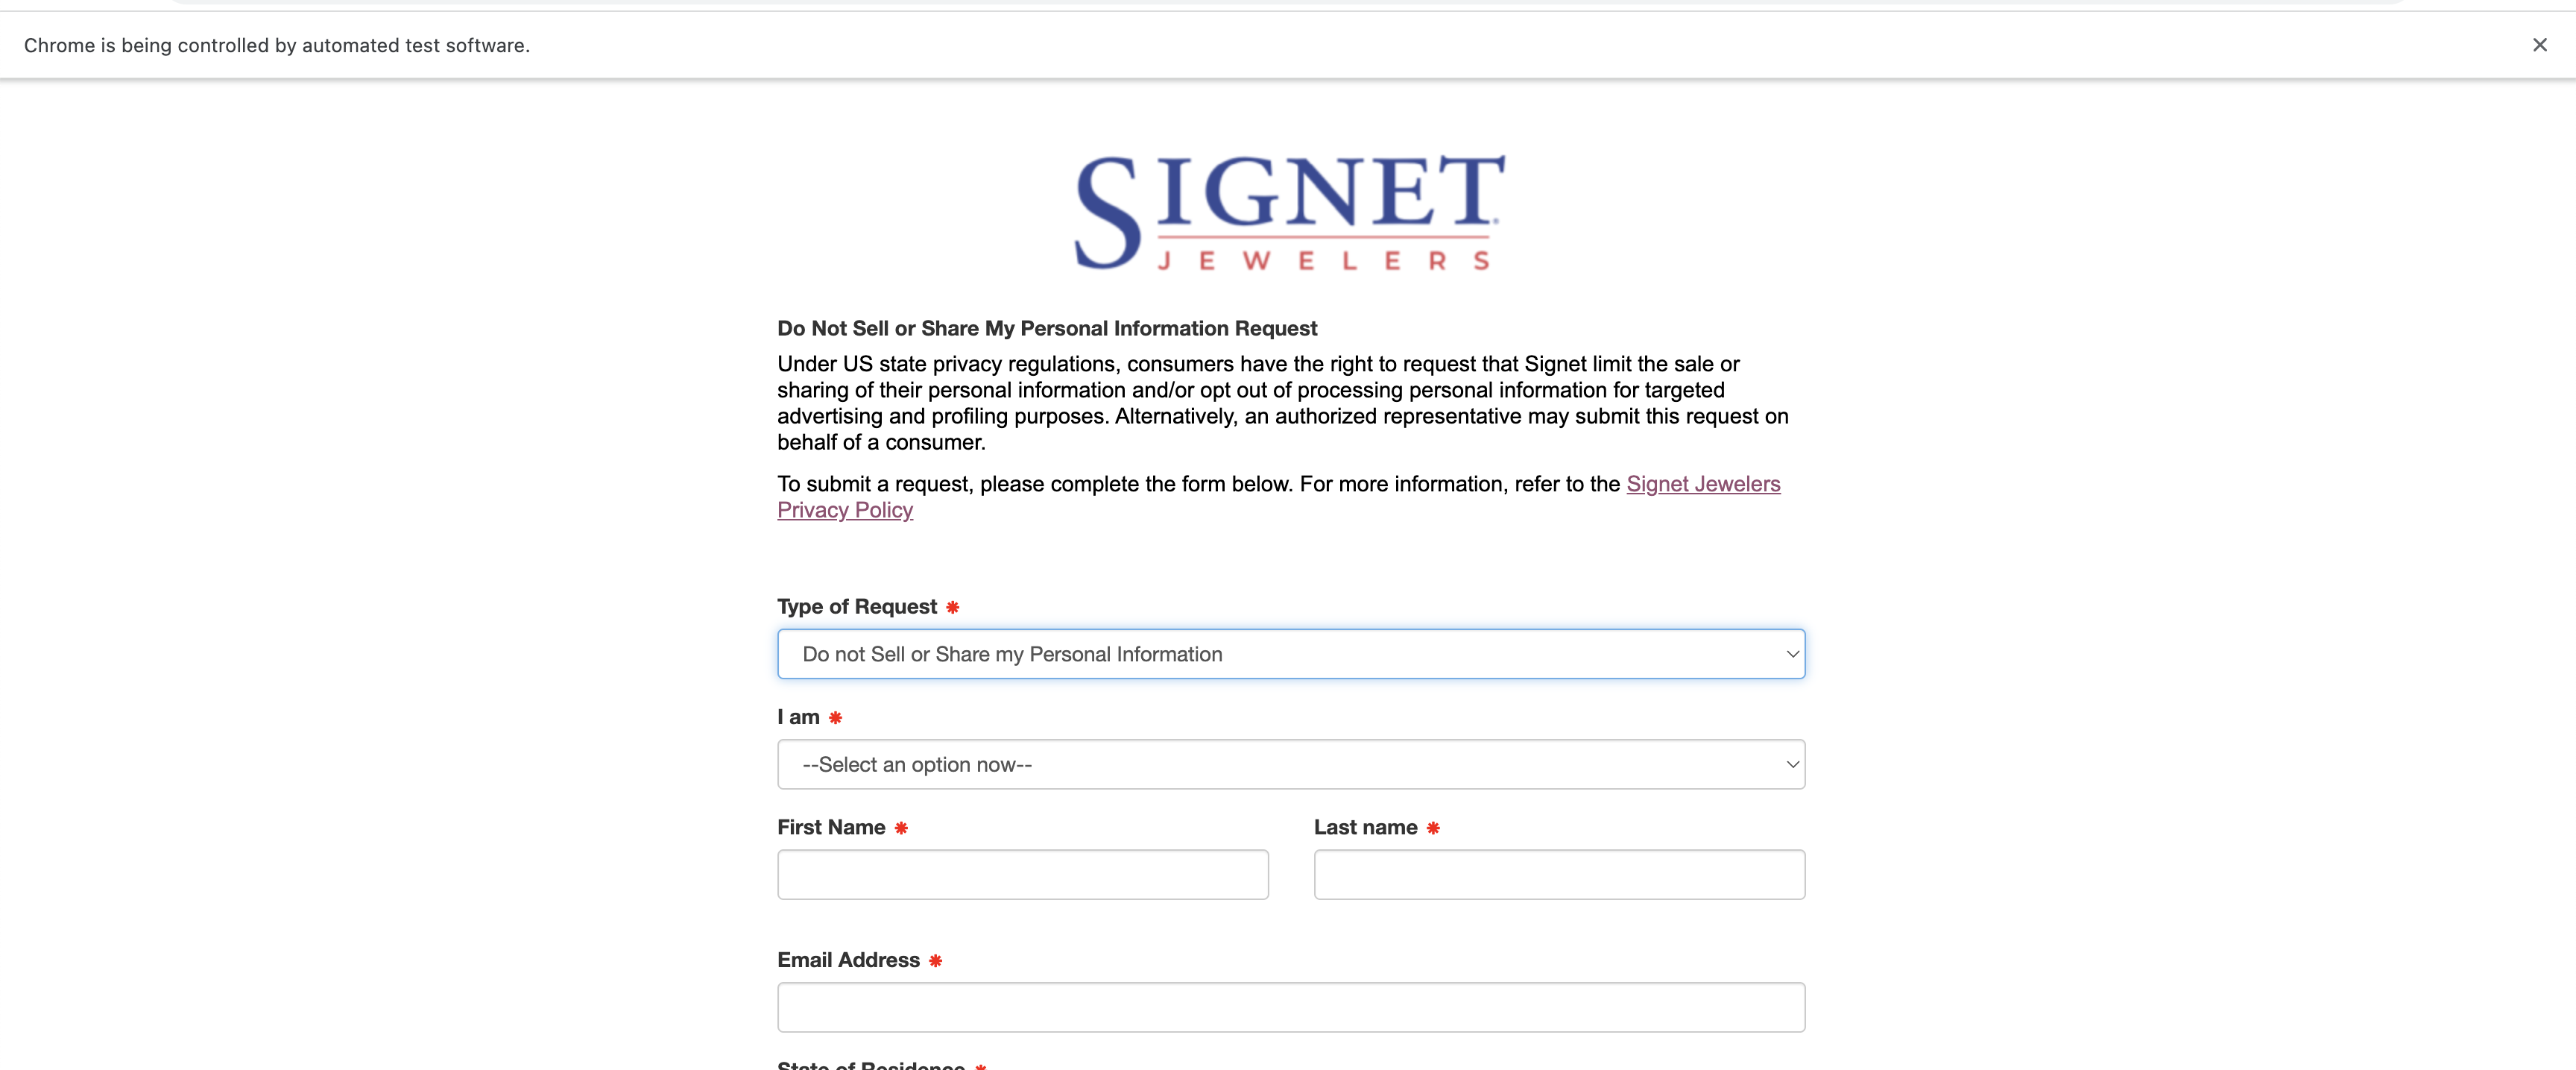 Chrome is being controlled by automated test software.
SIGNET
JEWELERS
Do Not Sell or Share My Personal Information Request
Under US state privacy regulations, consumers have the right to request that Signet limit the sale or
sharing of their personal information and/or opt out of processing personal information for targeted
advertising and profiling purposes. Alternatively, an authorized representative may submit this request on
behalf of a consumer.
To submit a request, please complete the form below. For more information, refer to the Signet Jewelers
Privacy Policy
Type of Request *
Do not Sell or Share my Personal Information
I am *
--Select an option now--
First Name * Last name *
Email Address *
State of Residence *